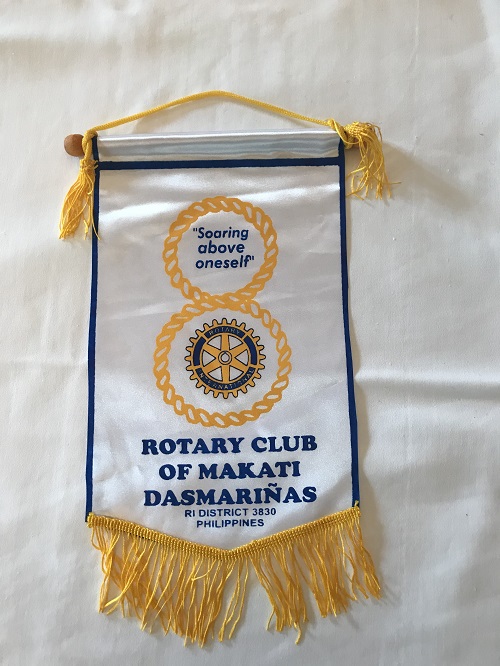 "Soaring
above
oneself"
ROTARY
INTERNATIONAL
ROTARY CLUB
OF MAKATI
DASMARIÑAS
RI DISTRICT 3830
PHILIPPINES